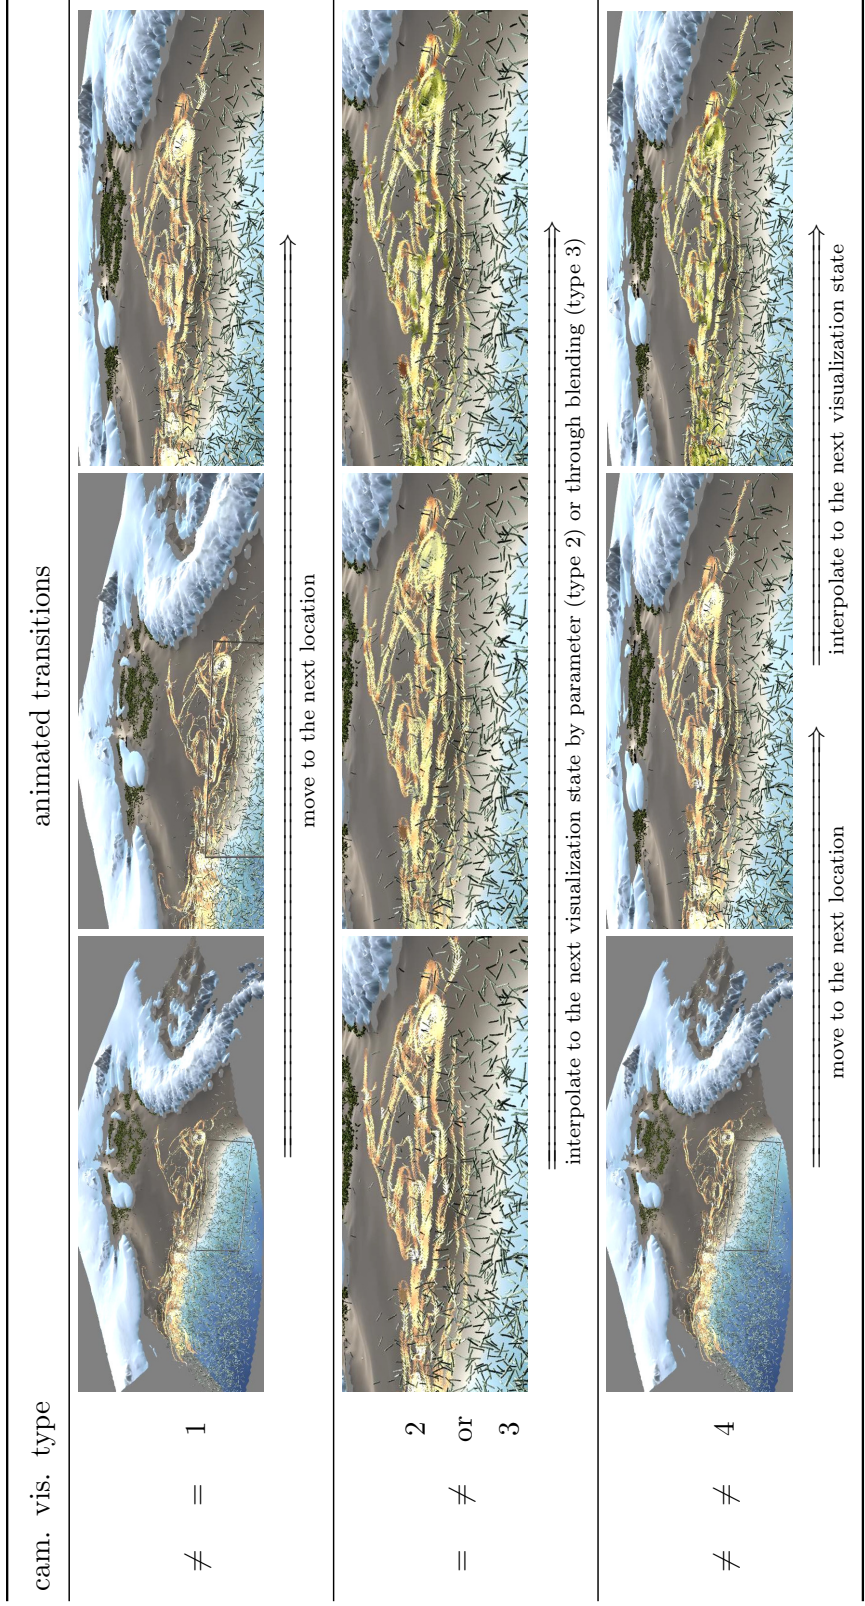 cam. vis. type animated transitions
≠ = 1
move to the next location
= ≠ 2 or 3
interpolate to the next visualization state by parameter (type 2) or through blending (type 3)
≠ ≠ 4
move to the next location interpolate to the next visualization state